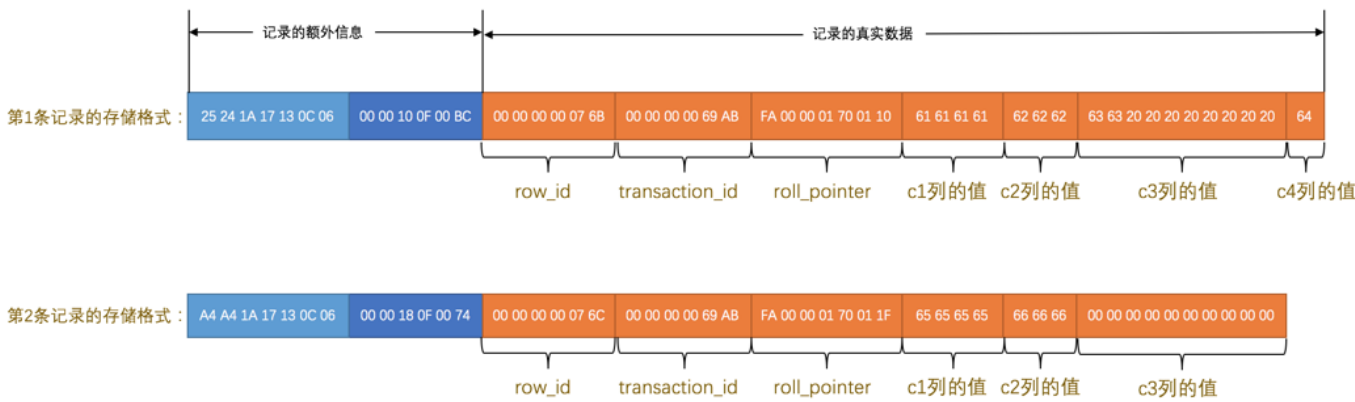 记录的额外信息 记录的真实数据
第1条记录的存储格式： 25 24 1A 17 13 0C 06 00 00 10 0F 00 BC 00 00 00 00 07 6B 00 00 00 00 69 AB FA 00 00 01 70 01 10 61 61 61 61 62 62 62 63 63 20 20 20 20 20 20 20 20 64
row_id transaction_id roll_pointer c1列的值 c2列的值 c3列的值 c4列的值
第2条记录的存储格式： A4 A4 1A 17 13 0C 06 00 00 18 0F 00 74 00 00 00 00 07 6C 00 00 00 00 69 AB FA 00 00 01 70 01 1F 65 65 65 65 66 66 66 00 00 00 00 00 00 00 00 00 00
row_id transaction_id roll_pointer c1列的值 c2列的值 c3列的值